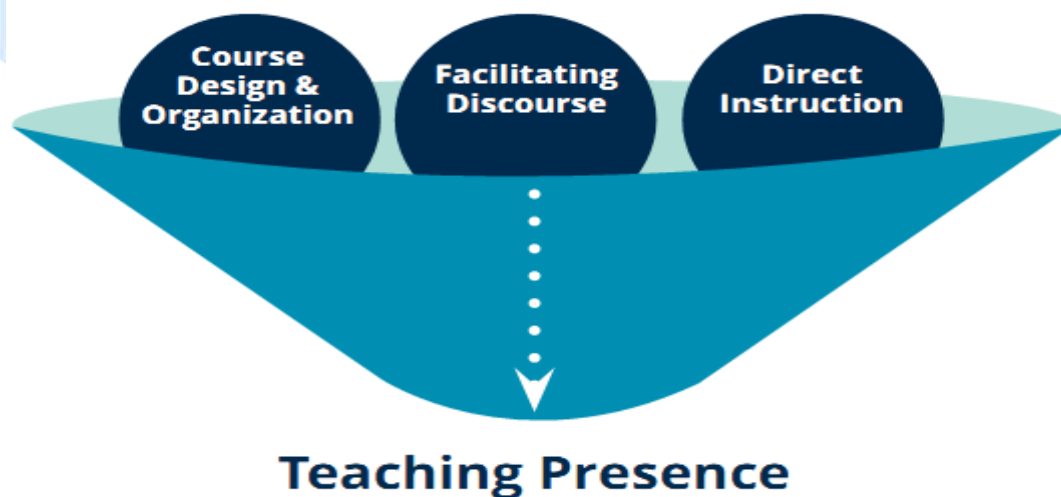 Course
Design &
Organization
Facilitating
Discourse
Direct
Instruction
Teaching Presence